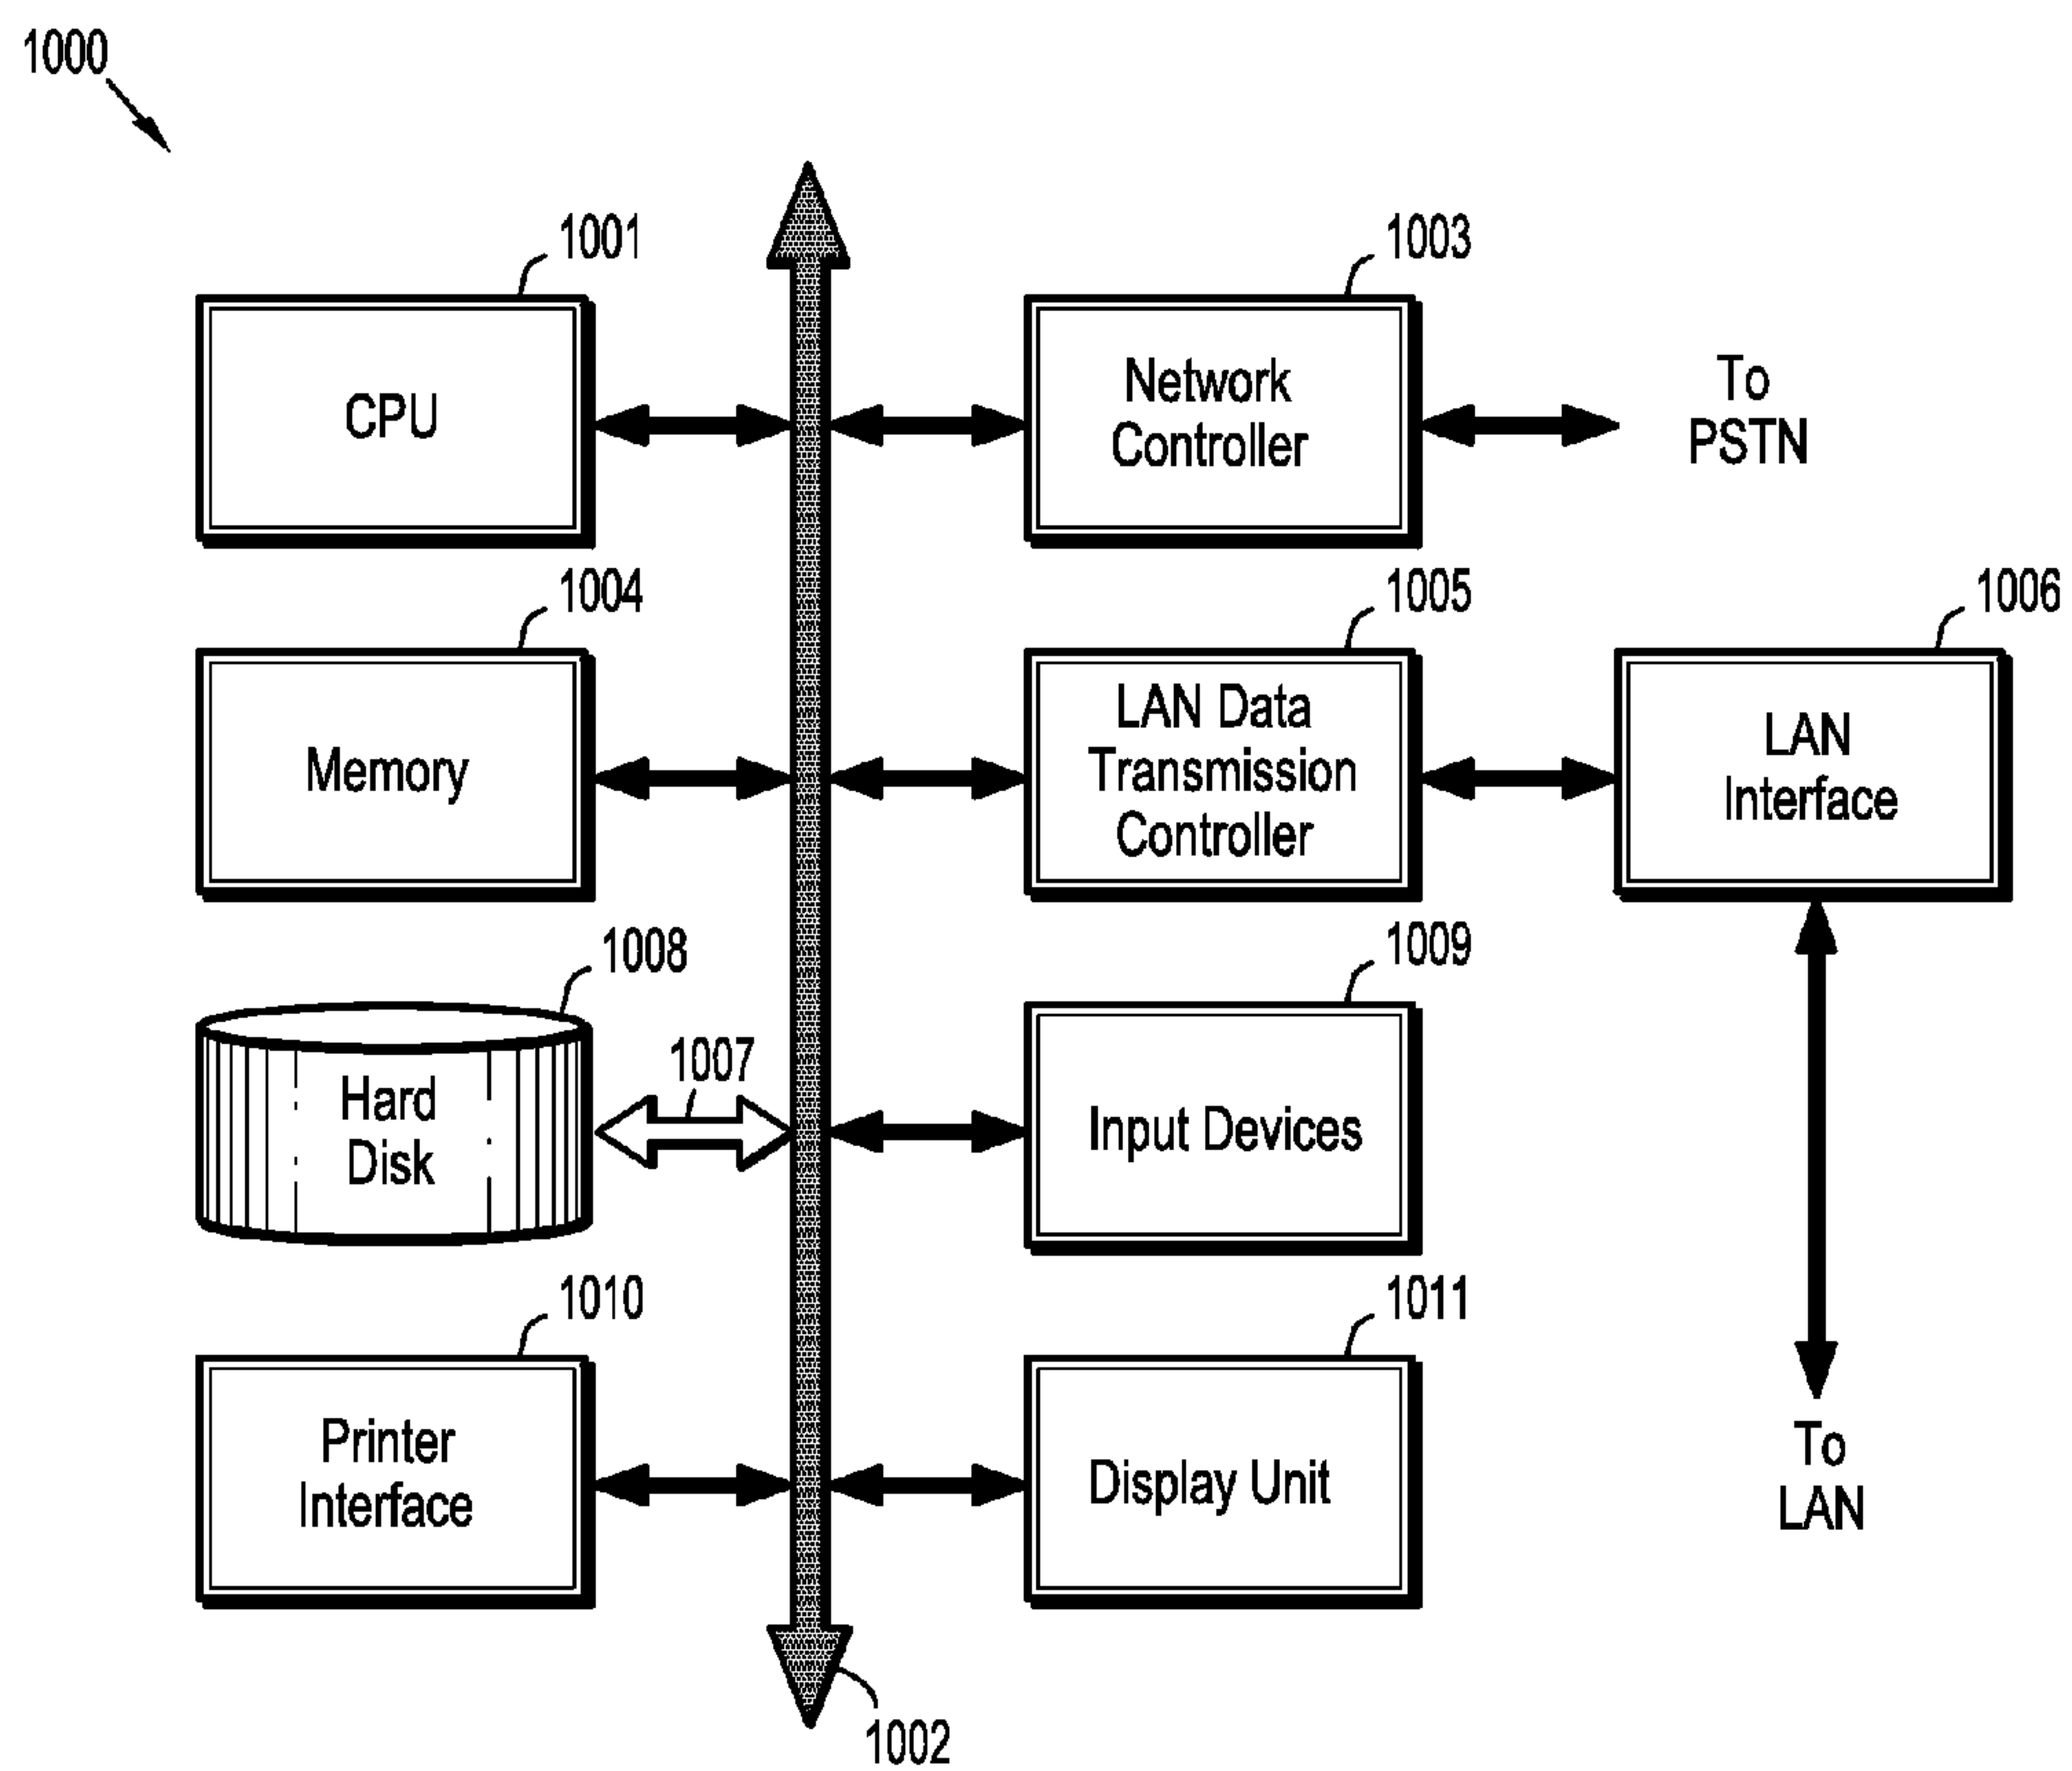 1000
1001
1003
CPU
Network
Controller
To
PSTN
1004
1005
1006
Memory
LAN Data
Transmission
Controller
LAN
Interface
1008
1007
1009
Hard
Disk
Input Devices
1010
1011
Printer
Interface
Display Unit
To
LAN
1002